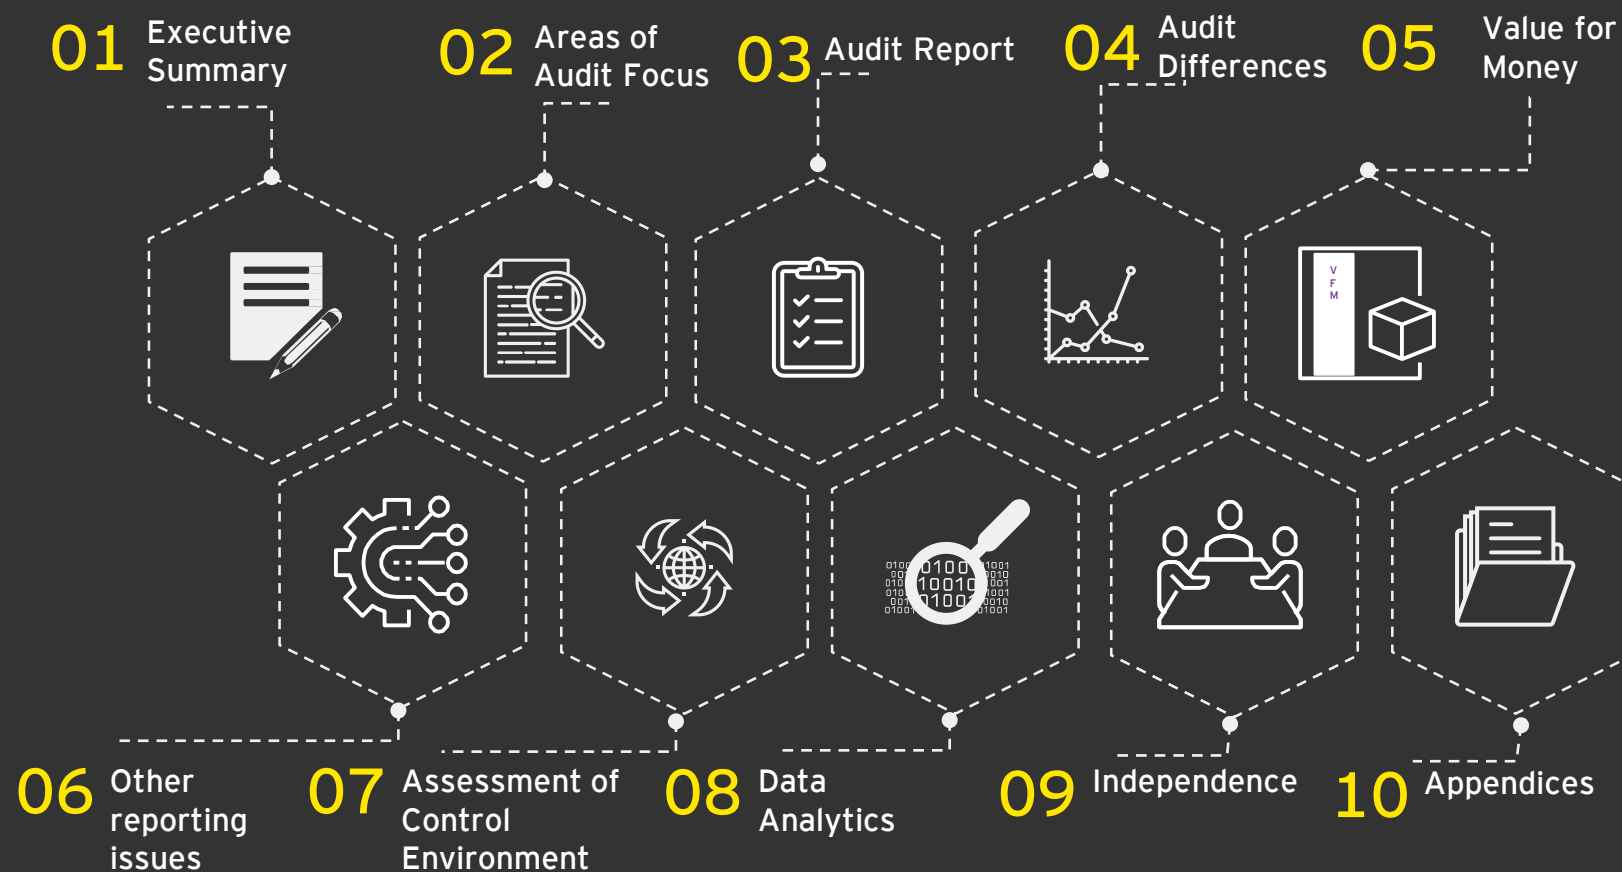 01 Executive
Summary
02 Areas of
Audit Focus
03 Audit Report
04 Audit
Differences
05 Value for
Money
V
F
M
06 Other
reporting
issues
07 Assessment of
Control
Environment
08 Data
Analytics
09 Independence
10 Appendices